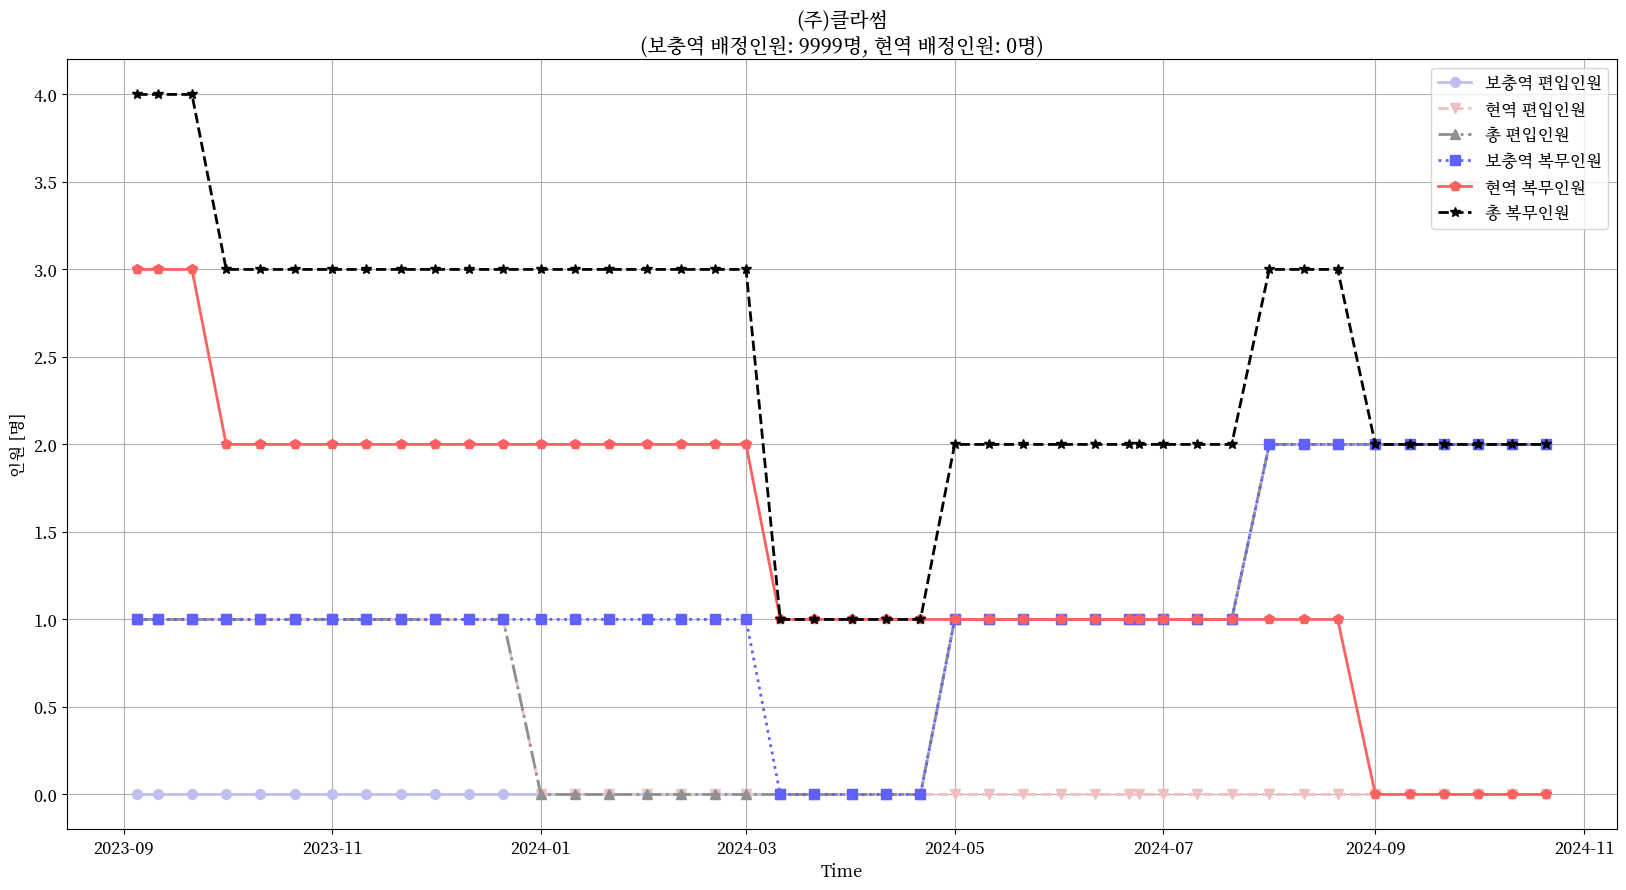 (주)클라썸
(보충역 배정인원: 9999명, 현역 배정인원: 0명)
보충역 편입인원
현역 편입인원
총 편입인원
보충역 복무인원
현역 복무인원
총 복무인원
인원 [명]
4.0
3.5
3.0
2.5
2.0
1.5
1.0
0.5
0.0
2023-09 2023-11 2024-01 2024-03 2024-05 2024-07 2024-09 2024-11
Time